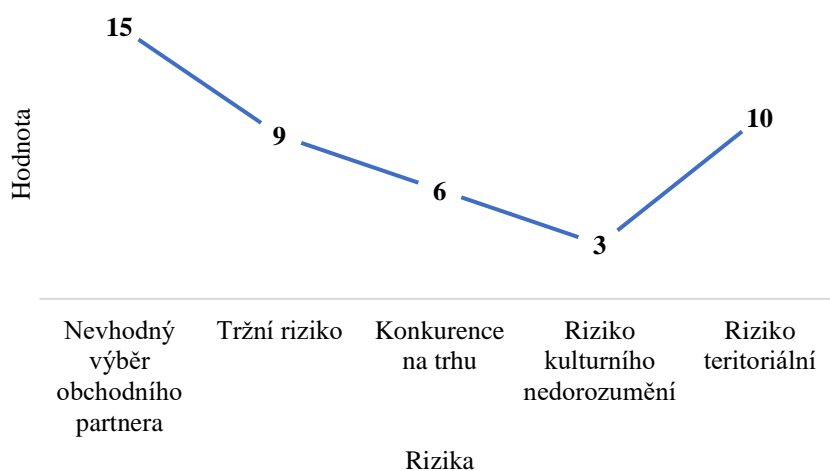 15
9
6
3
10
Hodnota
Nevhodný
výběr
obchodního
partnera
Tržní riziko
Konkurence
na trhu
Riziko
kulturního
nedorozumění
Riziko
teritoriální
Rizika